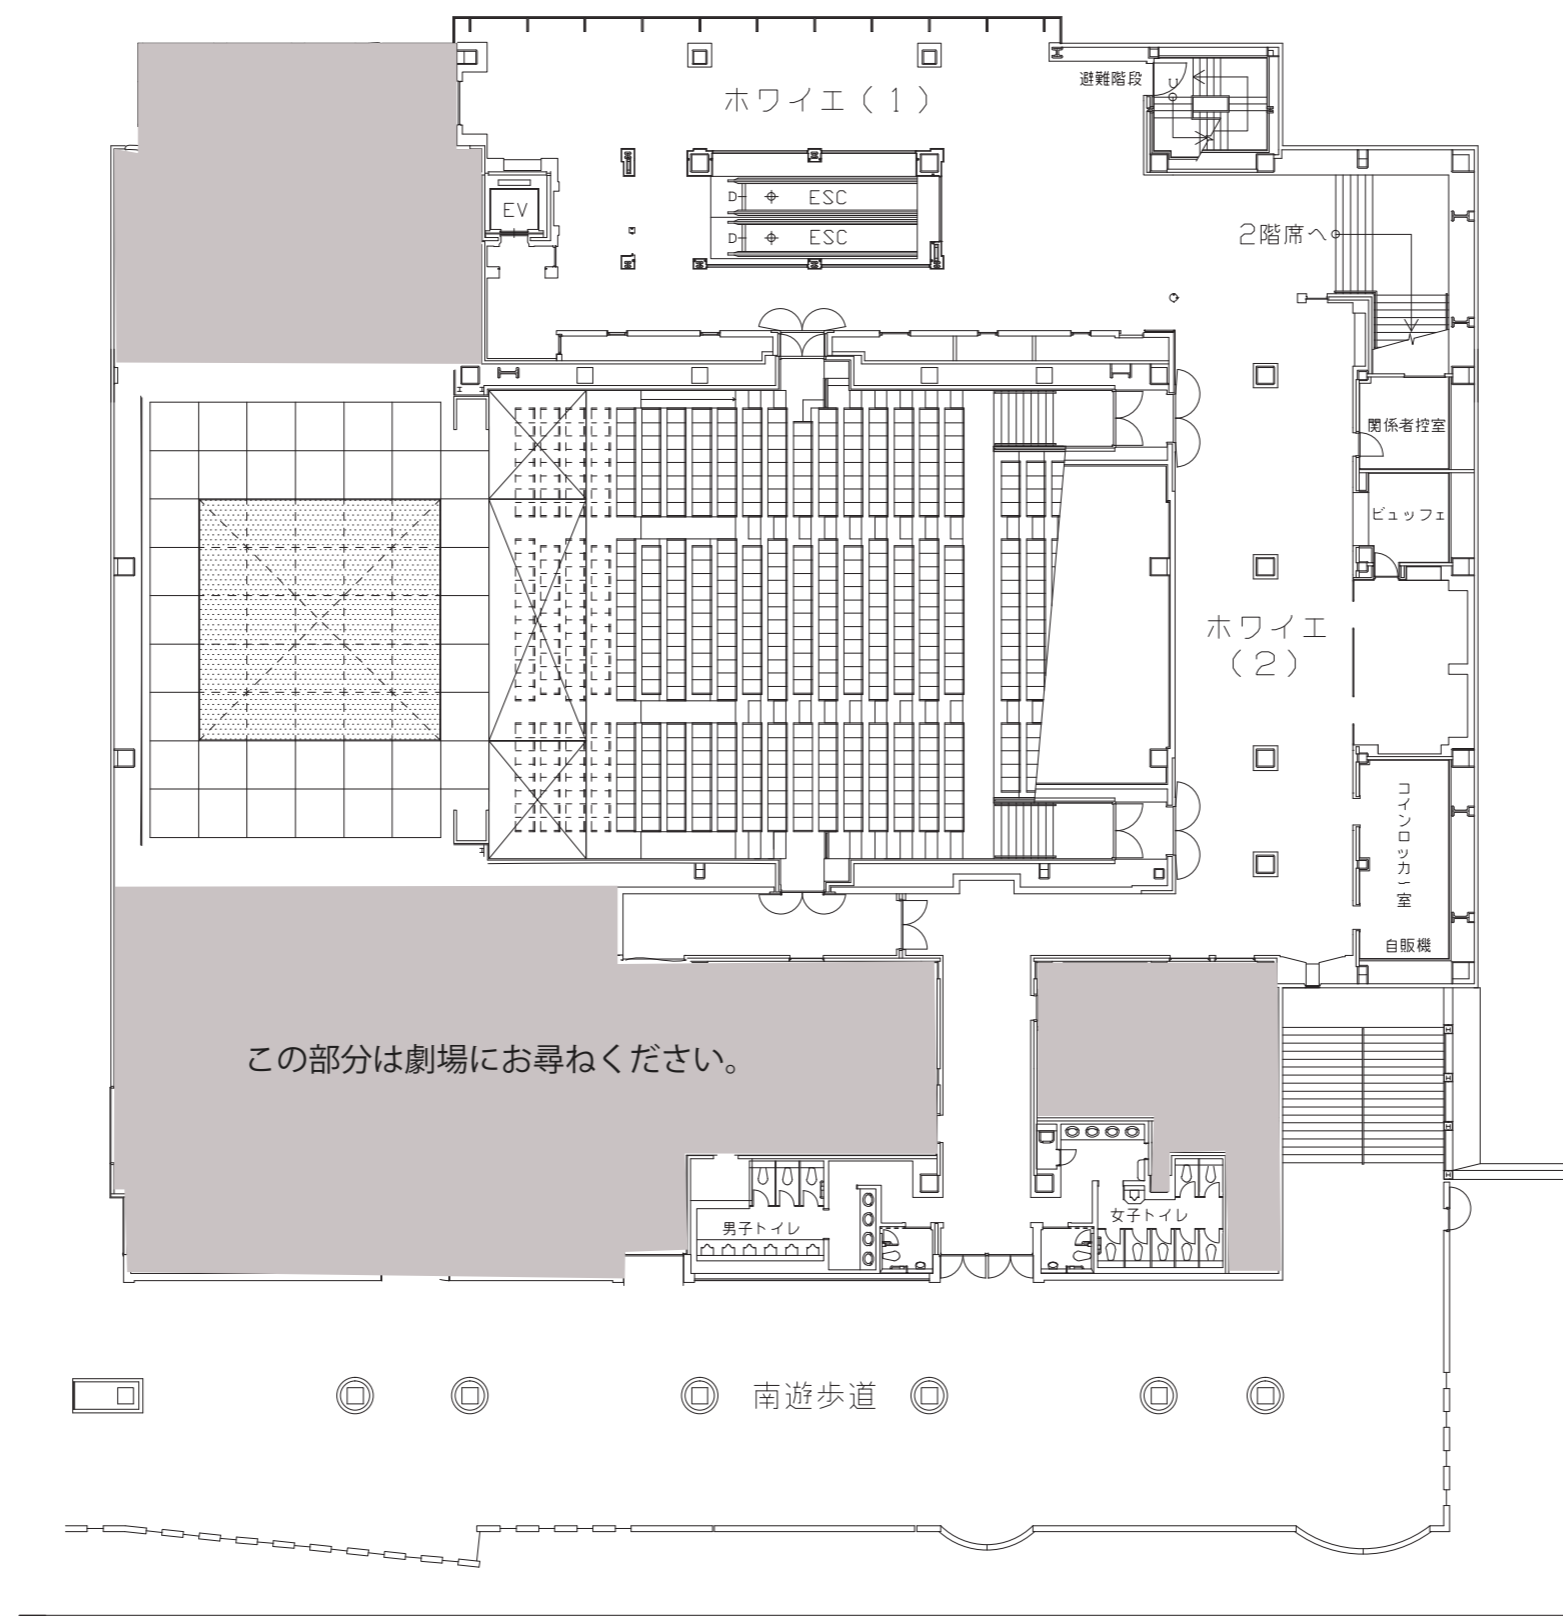 避難階段
U
ホワイエ(1)
EV
D
ESC
D
ESC
2階席へ
関係者控室
ビュッフェ
ホワイエ
(2)
コインロッカー室
自販機
この部分は劇場にお尋ねください。
男子トイレ
女子トイレ
南遊歩道